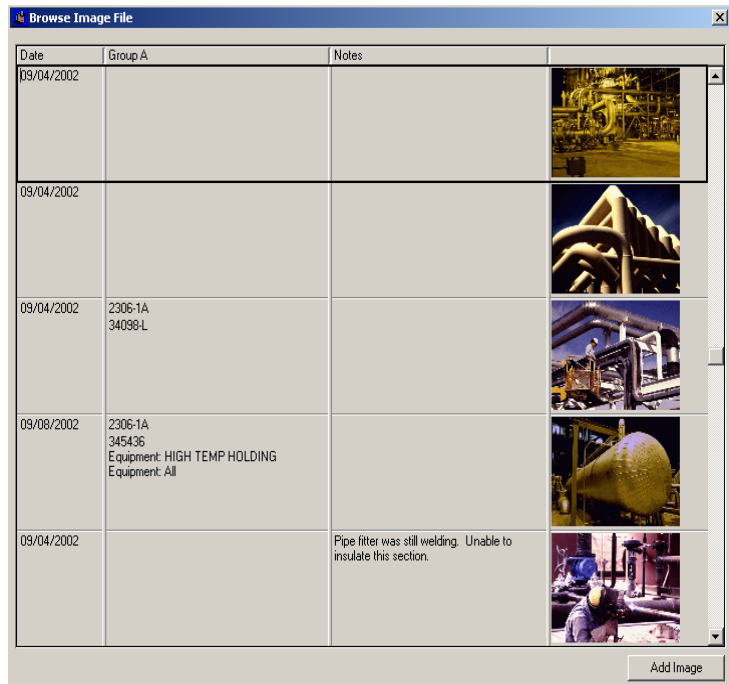 Browse Image File
Date Group A Notes
09/04/2002
09/04/2002
09/04/2002 2306-1A
34098-L
09/08/2002 2306-1A
345436
Equipment: HIGH TEMP HOLDING
Equipment: All
09/04/2002 Pipe fitter was still welding. Unable to
insulate this section.
Add Image